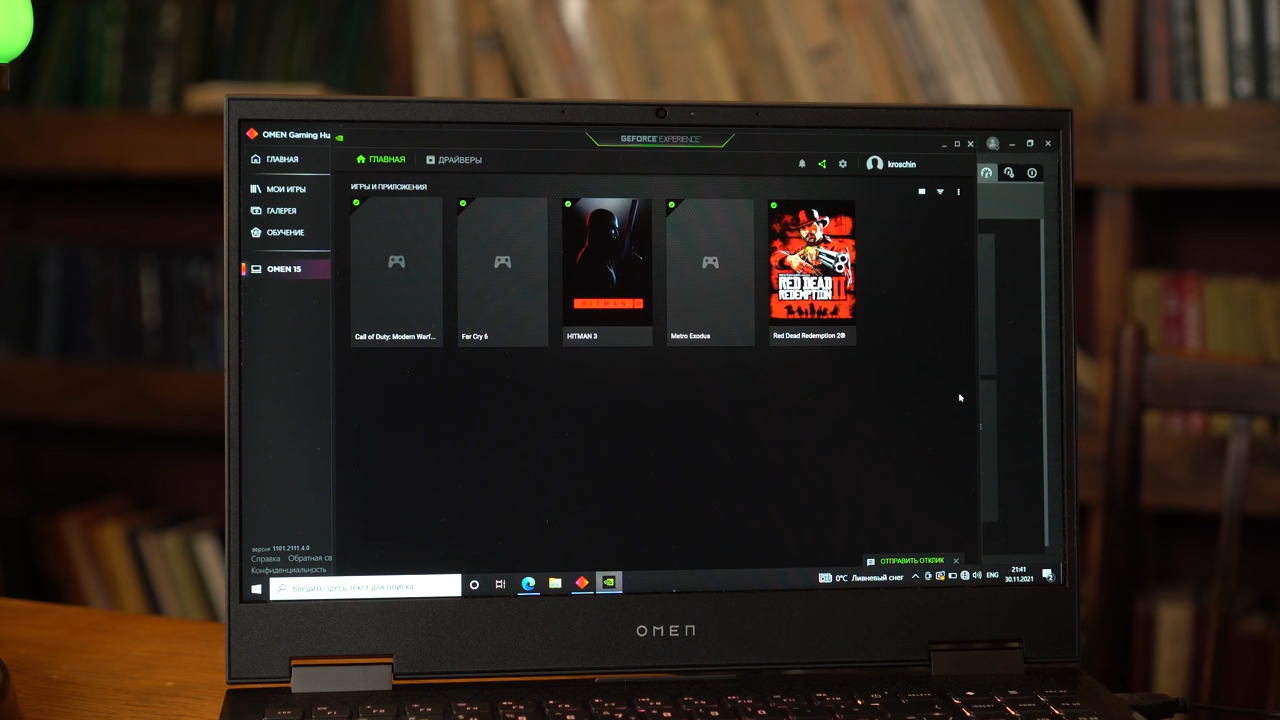 OMEN Gaming Hu
GEFORCE EXPERIENCE
ГЛАВНАЯ
МОИ ИГРЫ
ГАЛЕРЕЯ
ОБУЧЕНИЕ
OMEN 15
ГЛАВНАЯ
ДРАЙВЕРЫ
kroschin
ИГРЫ И ПРИЛОЖЕНИЯ
HITMAN 3
RED DEAD
REDEMPTION II
Call of Duty: Modern Warf...
Far Cry 6
HITMAN 3
Metro Exodus
Red Dead Redemption 2®
версия 1101.2111.4.0
Справка Обратная св
Конфиденциальность
ОТПРАВИТЬ ОТКЛИК
Введите здесь текст для поиска
0°C Ливневый снег
ENG
21:41
30.11.2021
2
OMEN